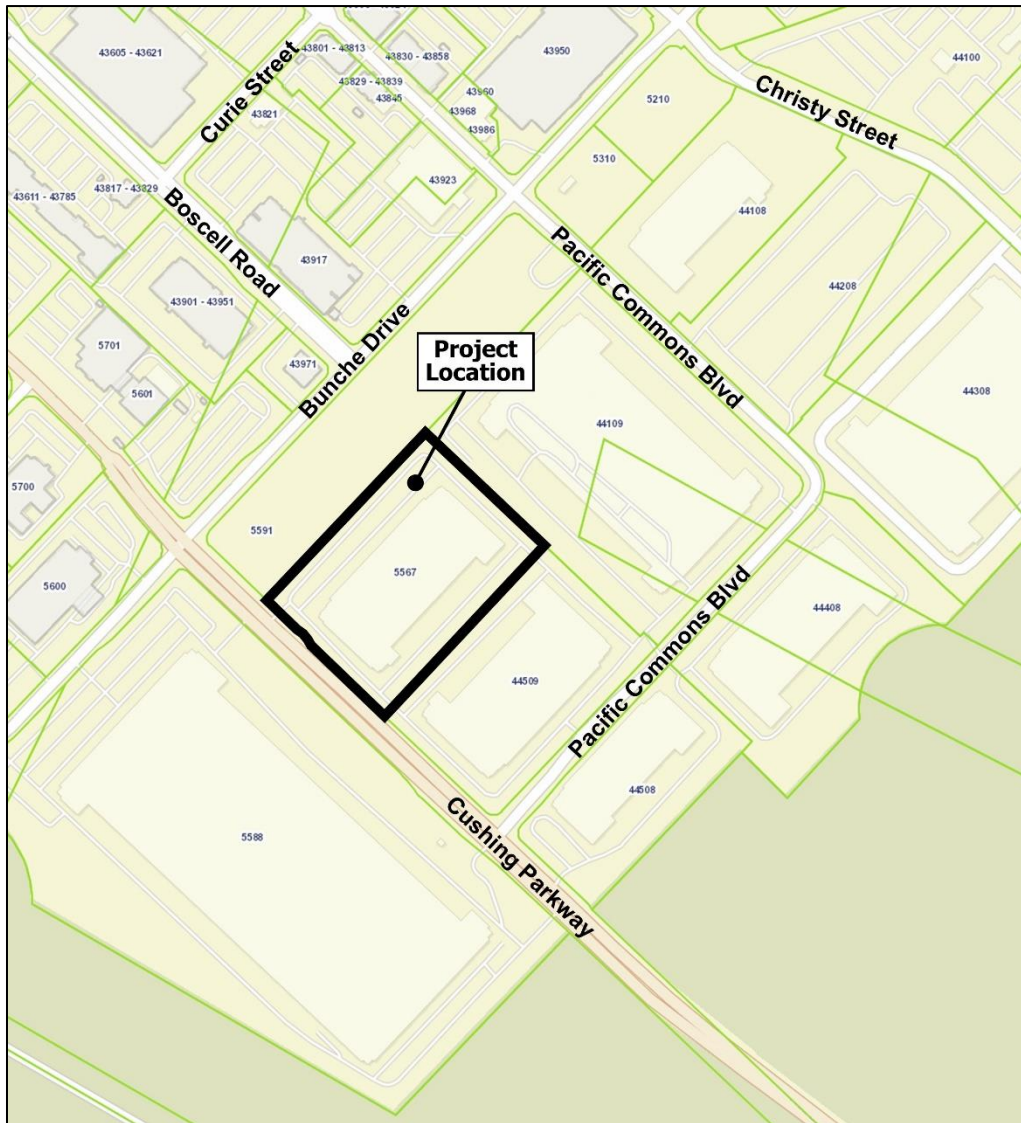 43605 - 43621
Curie Street
43801 - 43813
43830 - 43858
43829 - 43839
43845
43821
43960
43968
43986
43950
5210
Christy Street
44100
5310
43611 - 43785
43817 - 43829
43923
Boscell Road
43917
44108
Pacific Commons Blvd
44208
43901 - 43951
5701
5601
43971
Bunche Drive
Project
Location
44308
44109
5700
5591
5600
5567
44408
44509
Pacific Commons Blvd
44508
5588
Cushing Parkway